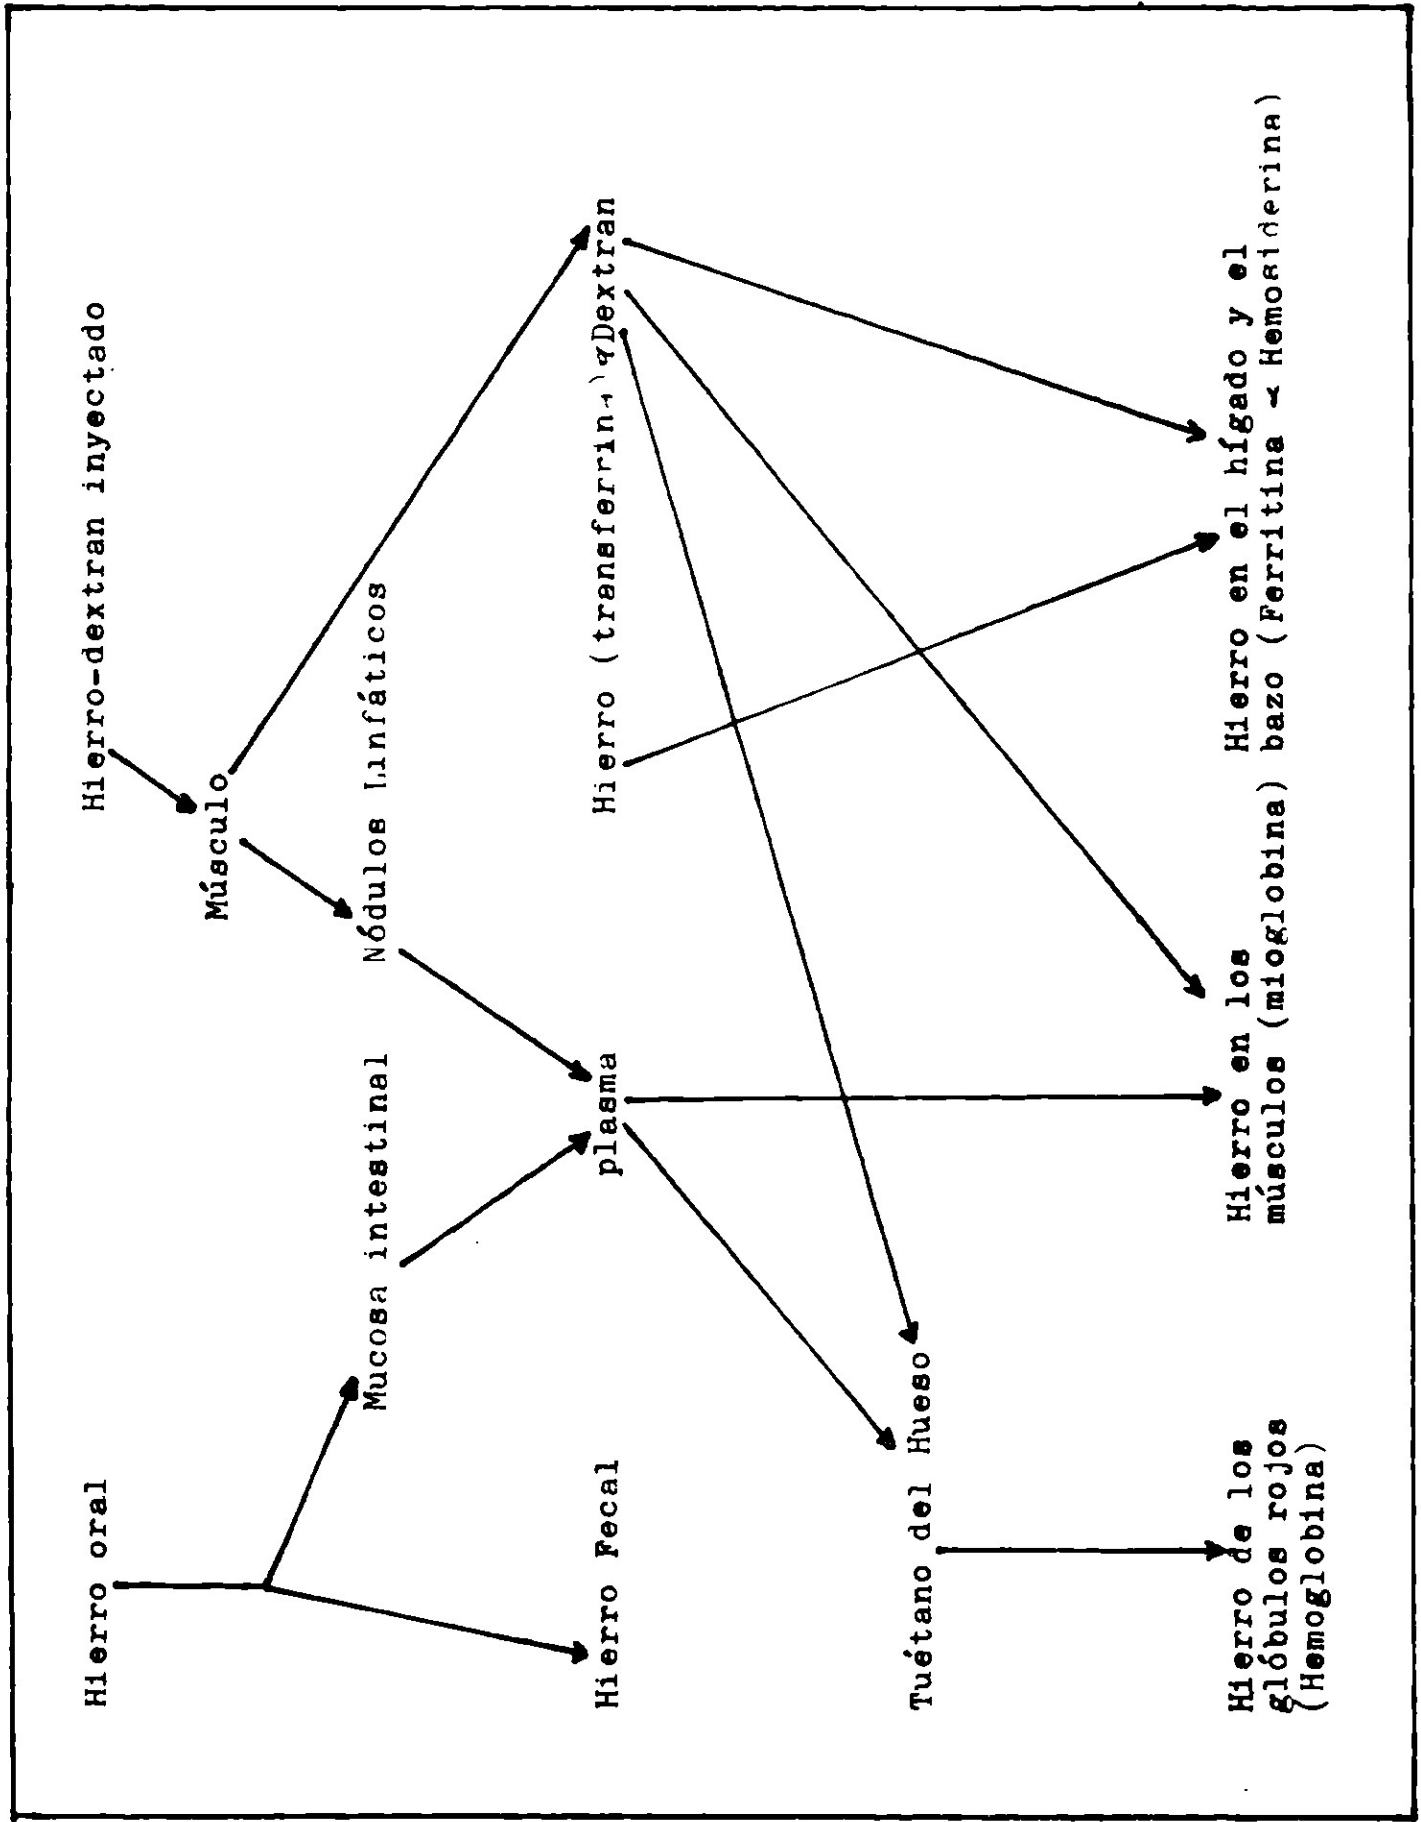 Hierro oral
Hierro-dextran inyectado
Músculo
Mucosa intestinal
Nódulos Linfáticos
Hierro Fecal
plasma
Hierro (transferrina) Dextran
Tuétano del Hueso
Hierro de los
glóbulos rojos
(Hemoglobina)
Hierro en los
músculos (mioglobina)
Hierro en el hígado y el
bazo (Ferritina Hemosiderina)